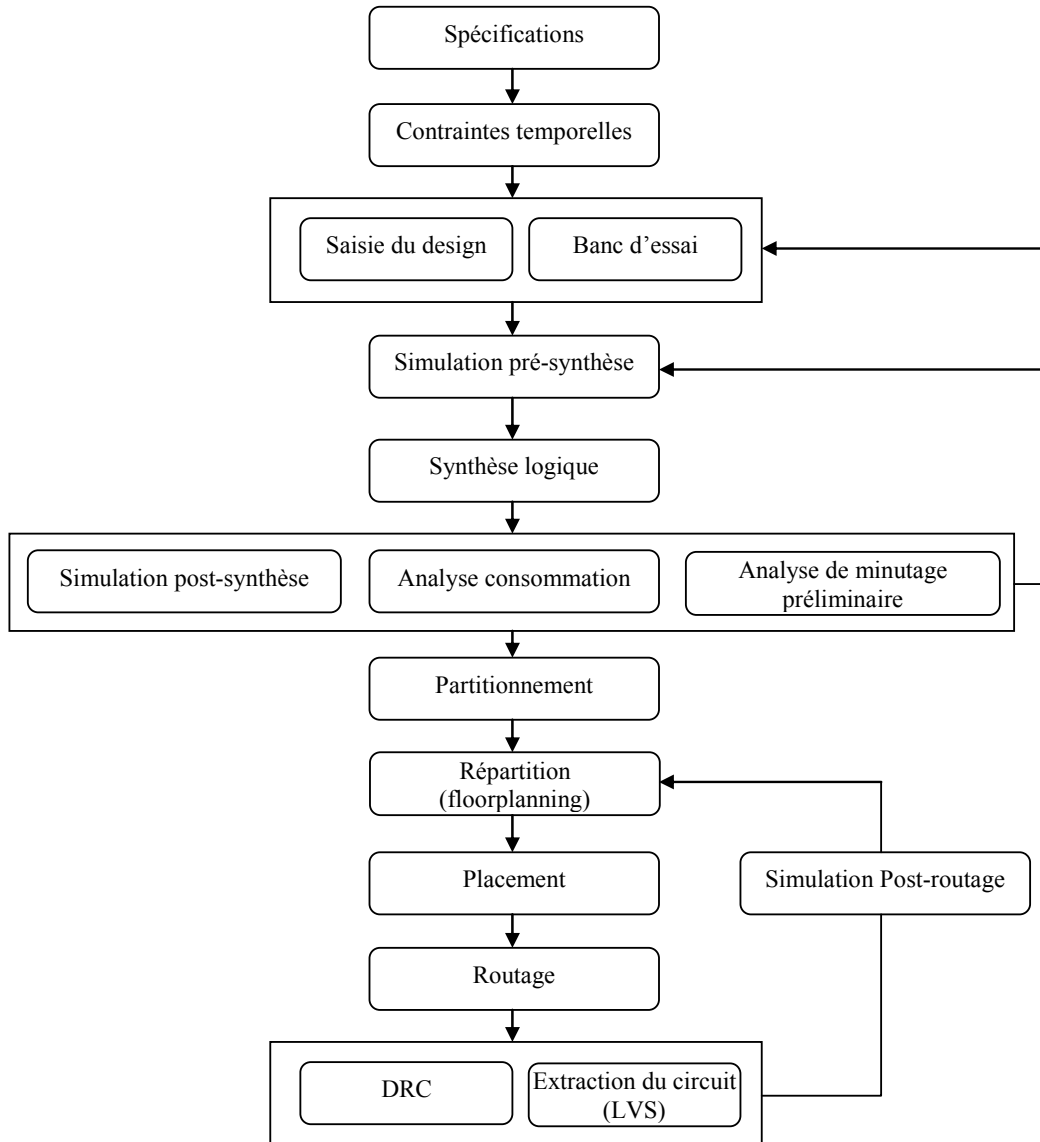 Spécifications
Contraintes temporelles
Saisie du design
Banc d'essai
Simulation pré-synthèse
Synthèse logique
Simulation post-synthèse
Analyse consommation
Analyse de minutage
préliminaire
Partitionnement
Répartition
(floorplanning)
Placement
Simulation Post-routage
Routage
DRC
Extraction du circuit
(LVS)